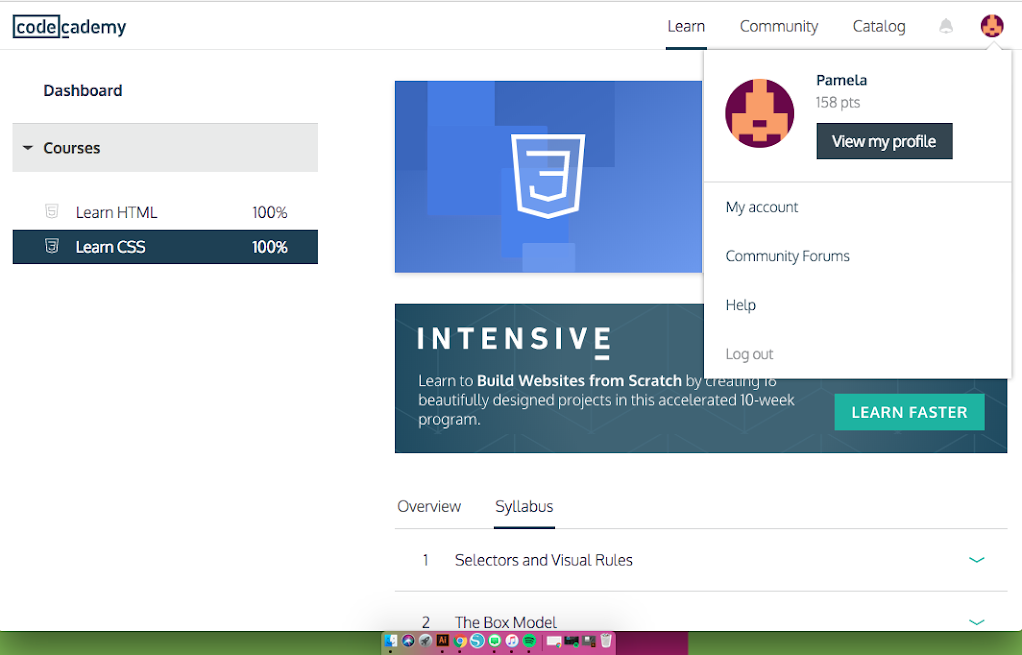 codecademy
Learn
Community
Catalog
Dashboard
Courses
Learn HTML 100%
Learn CSS 100%
Pamela
158 pts
View my profile
My account
Community Forums
Help
Log out
INTENSIVE
Learn to Build Websites from Scratch by creating 16
beautifully designed projects in this accelerated 10-week
program.
LEARN FASTER
Overview
Syllabus
1 Selectors and Visual Rules
2 The Box Model
Ai